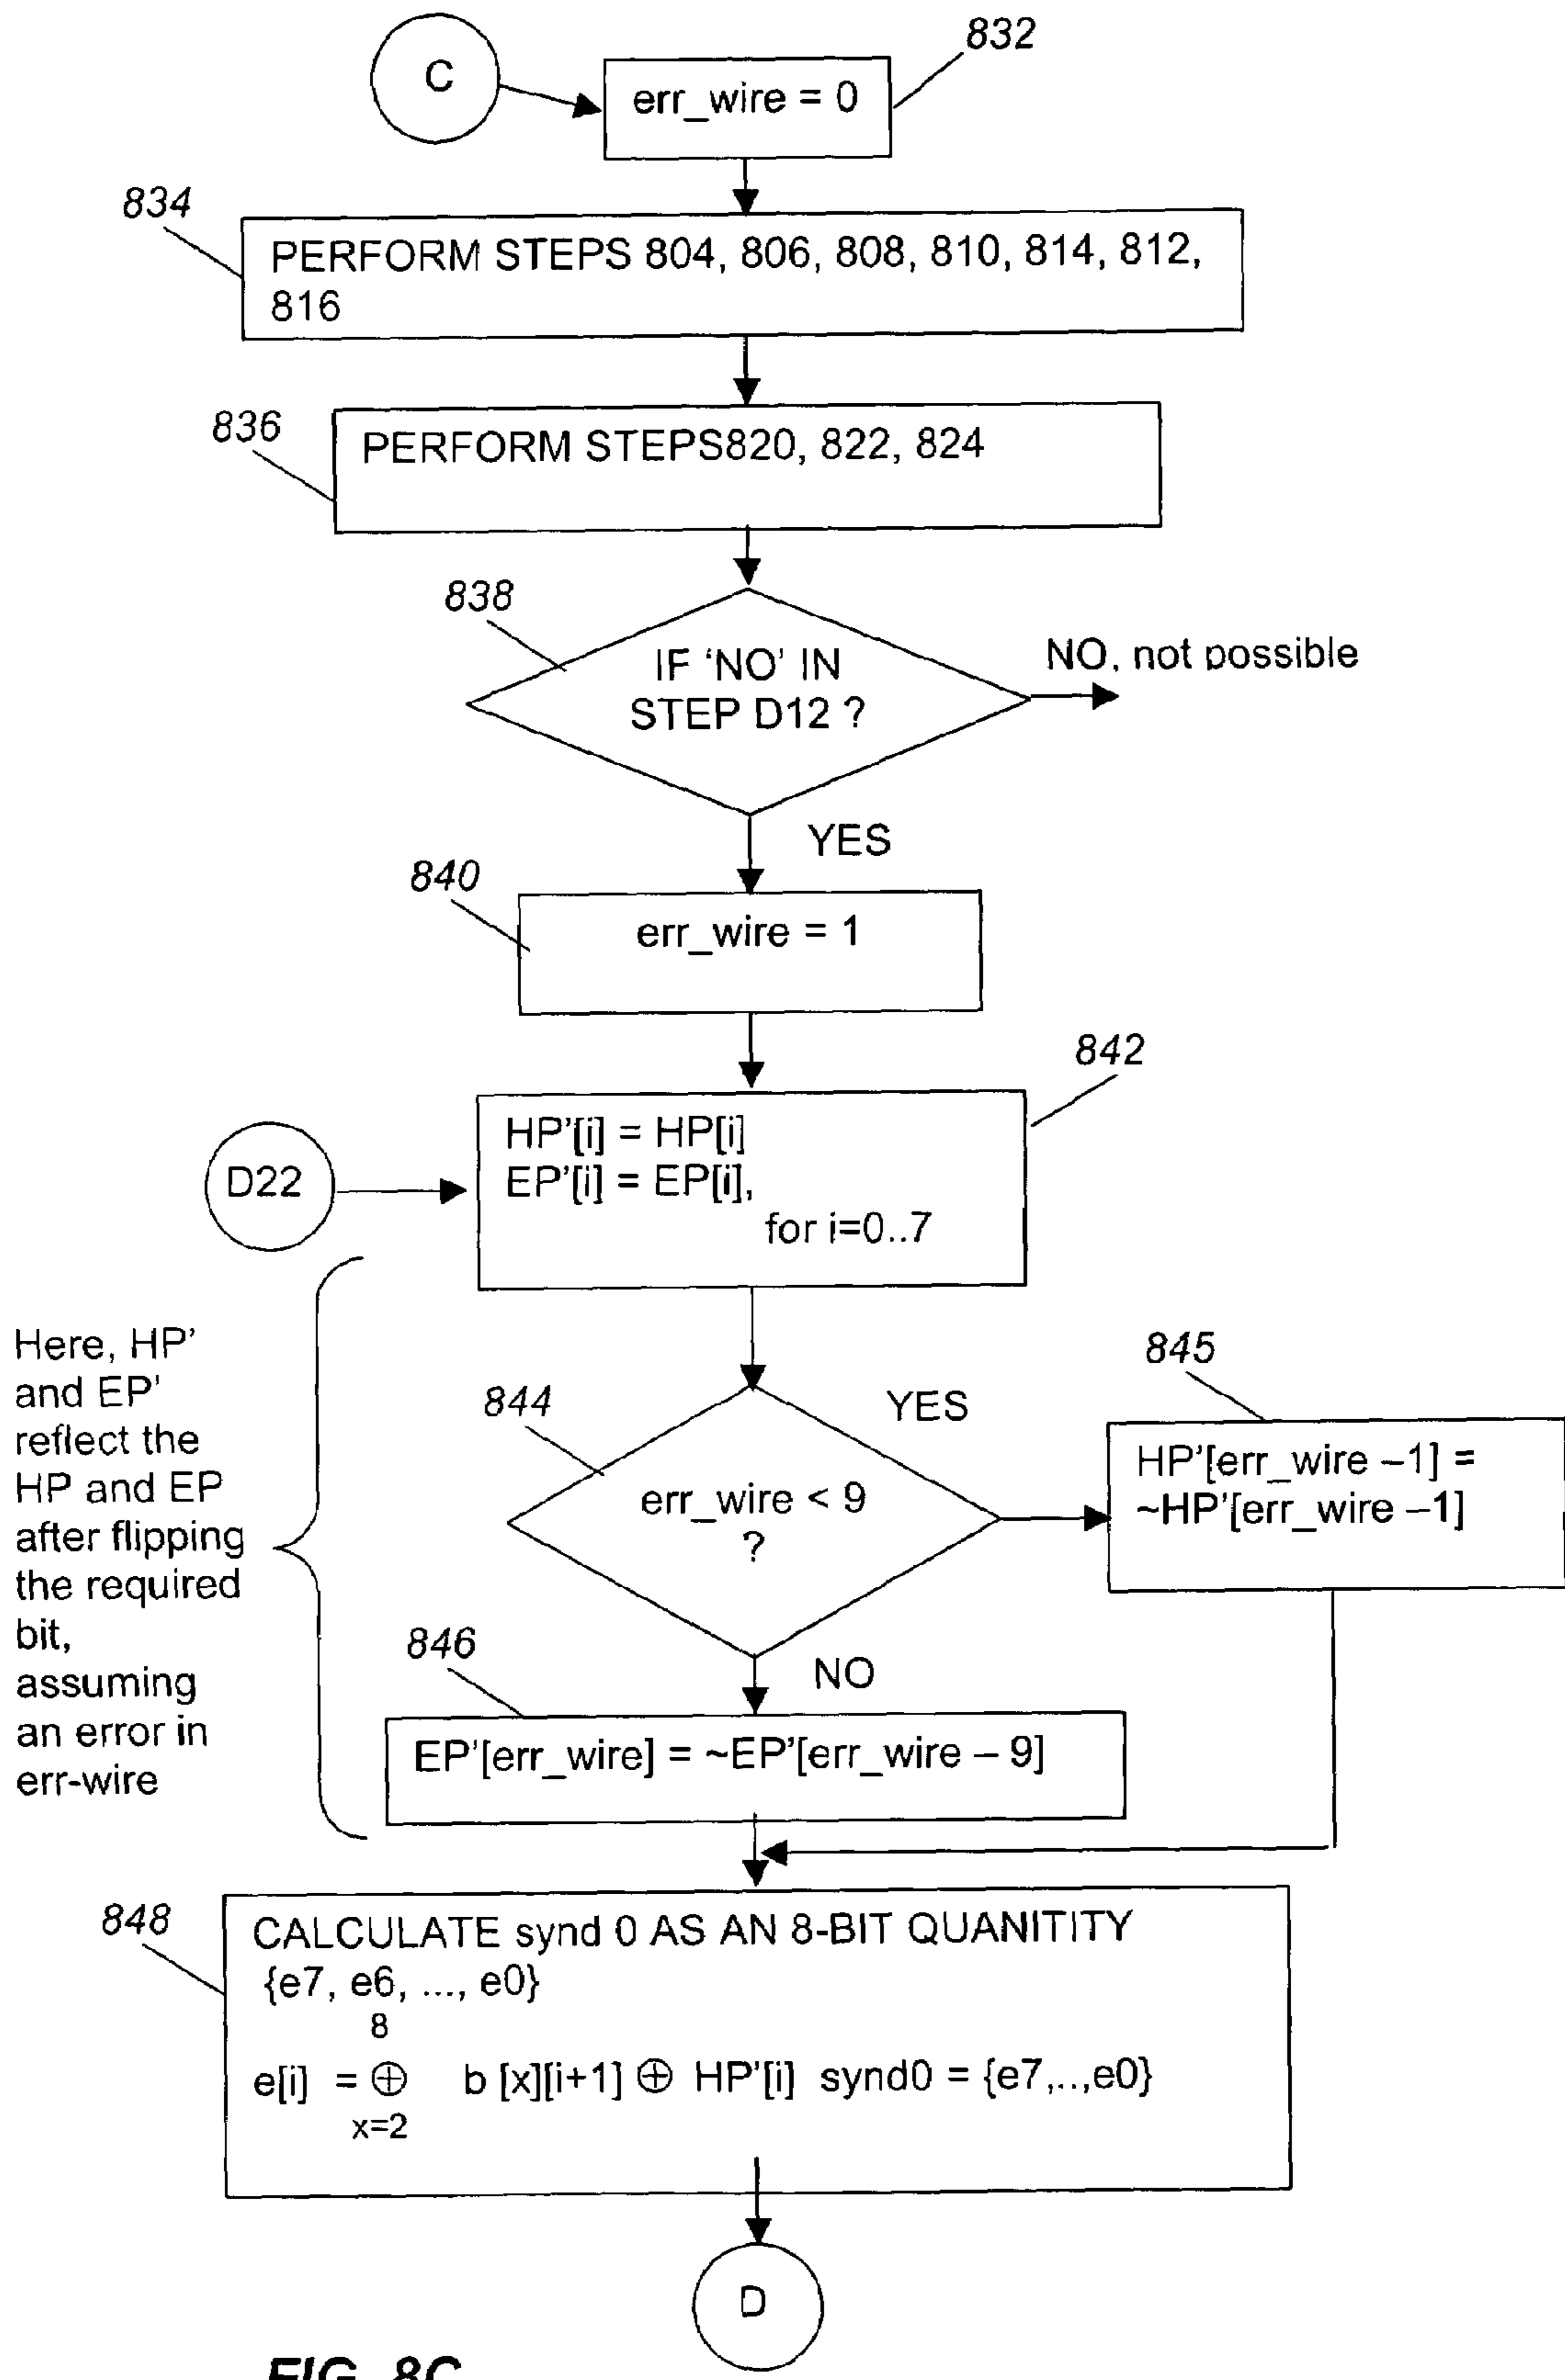 C
832
err_wire = 0
834
PERFORM STEPS 804, 806, 808, 810, 814, 812,
816
836
PERFORM STEPS820, 822, 824
838
IF ‘NO’ IN
STEP D12 ?
NO, not possible
YES
840
err_wire = 1
842
HP’[i] = HP[i]
EP’[i] = EP[i],
for i=0..7
D22
Here, HP’
and EP’
reflect the
HP and EP
after flipping
the required
bit,
assuming
an error in
err-wire
844
err_wire < 9
?
YES
845
HP’[err_wire –1] =
~HP’[err_wire –1]
NO
846
EP’[err_wire] = ~EP’[err_wire – 9]
848
CALCULATE synd 0 AS AN 8-BIT QUANITITY
{e7, e6, ..., e0}
8
e[i] = ⊕ b [x][i+1] ⊕ HP’[i] synd0 = {e7,..,e0}
x=2
D
FIG. 8C